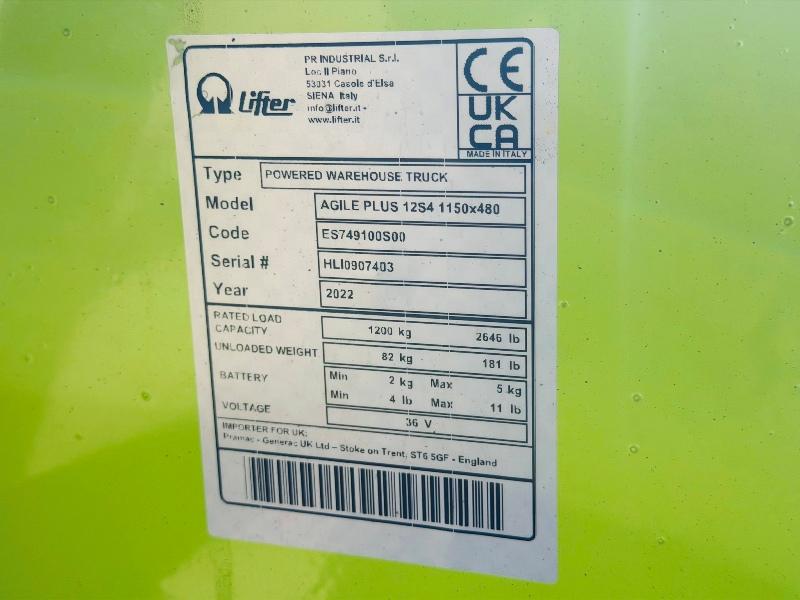 Lifter
PR INDUSTRIAL S.r.l.
Loc. Il Piano
53031 Casole d'Elsa
SIENA Italy
info@lifter.it -
www.lifter.it
CE
UK
CA
MADE IN ITALY
Type POWERED WAREHOUSE TRUCK
Model AGILE PLUS 12S4 1150x480
Code ES749100S00
Serial # HLI0907403
Year 2022
RATED LOAD CAPACITY 1200 kg 2646 lb
UNLOADED WEIGHT 82 kg 181 lb
BATTERY Min 2 kg Max 5 kg
Min 4 lb Max 11 lb
VOLTAGE 36 V
IMPORTER FOR UK:
Pramac - Generac UK Ltd – Stoke on Trent, ST6 5GF - England